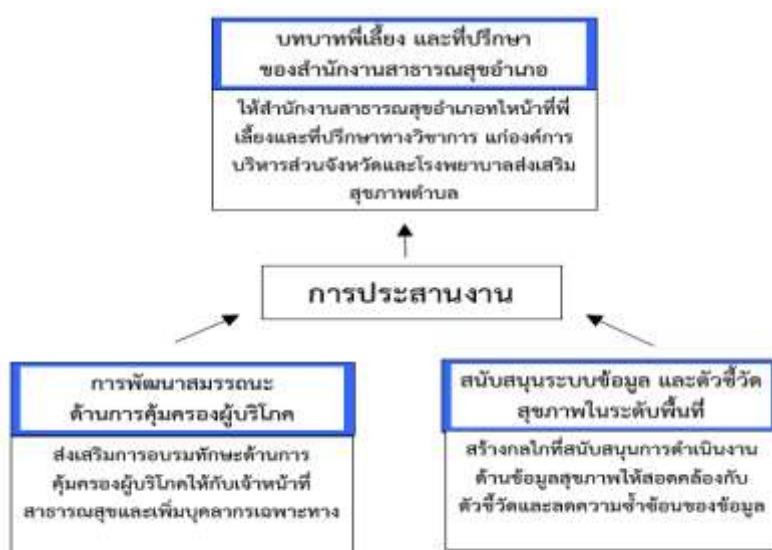 บทบาทพี่เลี้ยง และที่ปรึกษา
ของสำนักงานสาธารณสุขอำเภอ
ให้สำนักงานสาธารณสุขอำเภอทำหน้าที่พี่
เลี้ยงและที่ปรึกษาทางวิชาการ แก่องค์การ
บริหารส่วนจังหวัดและโรงพยาบาลส่งเสริม
สุขภาพตำบล
การประสานงาน
การพัฒนาสมรรถนะ
ด้านการคุ้มครองผู้บริโภค
ส่งเสริมการอบรมทักษะด้านการ
คุ้มครองผู้บริโภคให้กับเจ้าหน้าที่
สาธารณสุขและเพิ่มบุคลากรเฉพาะทาง
สนับสนุนระบบข้อมูล และตัวชี้วัด
สุขภาพในระดับพื้นที่
สร้างกลไกที่สนับสนุนการดำเนินงาน
ด้านข้อมูลสุขภาพให้สอดคล้องกับ
ตัวชี้วัดและลดความซ้ำซ้อนของข้อมูล